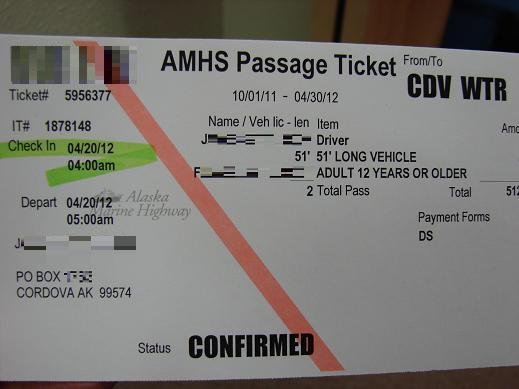 AMHS Passage Ticket
From/To
CDV WTR
Ticket# 5956377
10/01/11 - 04/30/12
IT# 1878148
Name / Veh lic - len Item
Check In 04/20/12
04:00am
Driver
51' 51' LONG VEHICLE
ADULT 12 YEARS OR OLDER
2 Total Pass
Total 512
Alaska
Marine Highway
Depart 04/20/12
05:00am
Payment Forms
DS
PO BOX
CORDOVA AK 99574
Status CONFIRMED